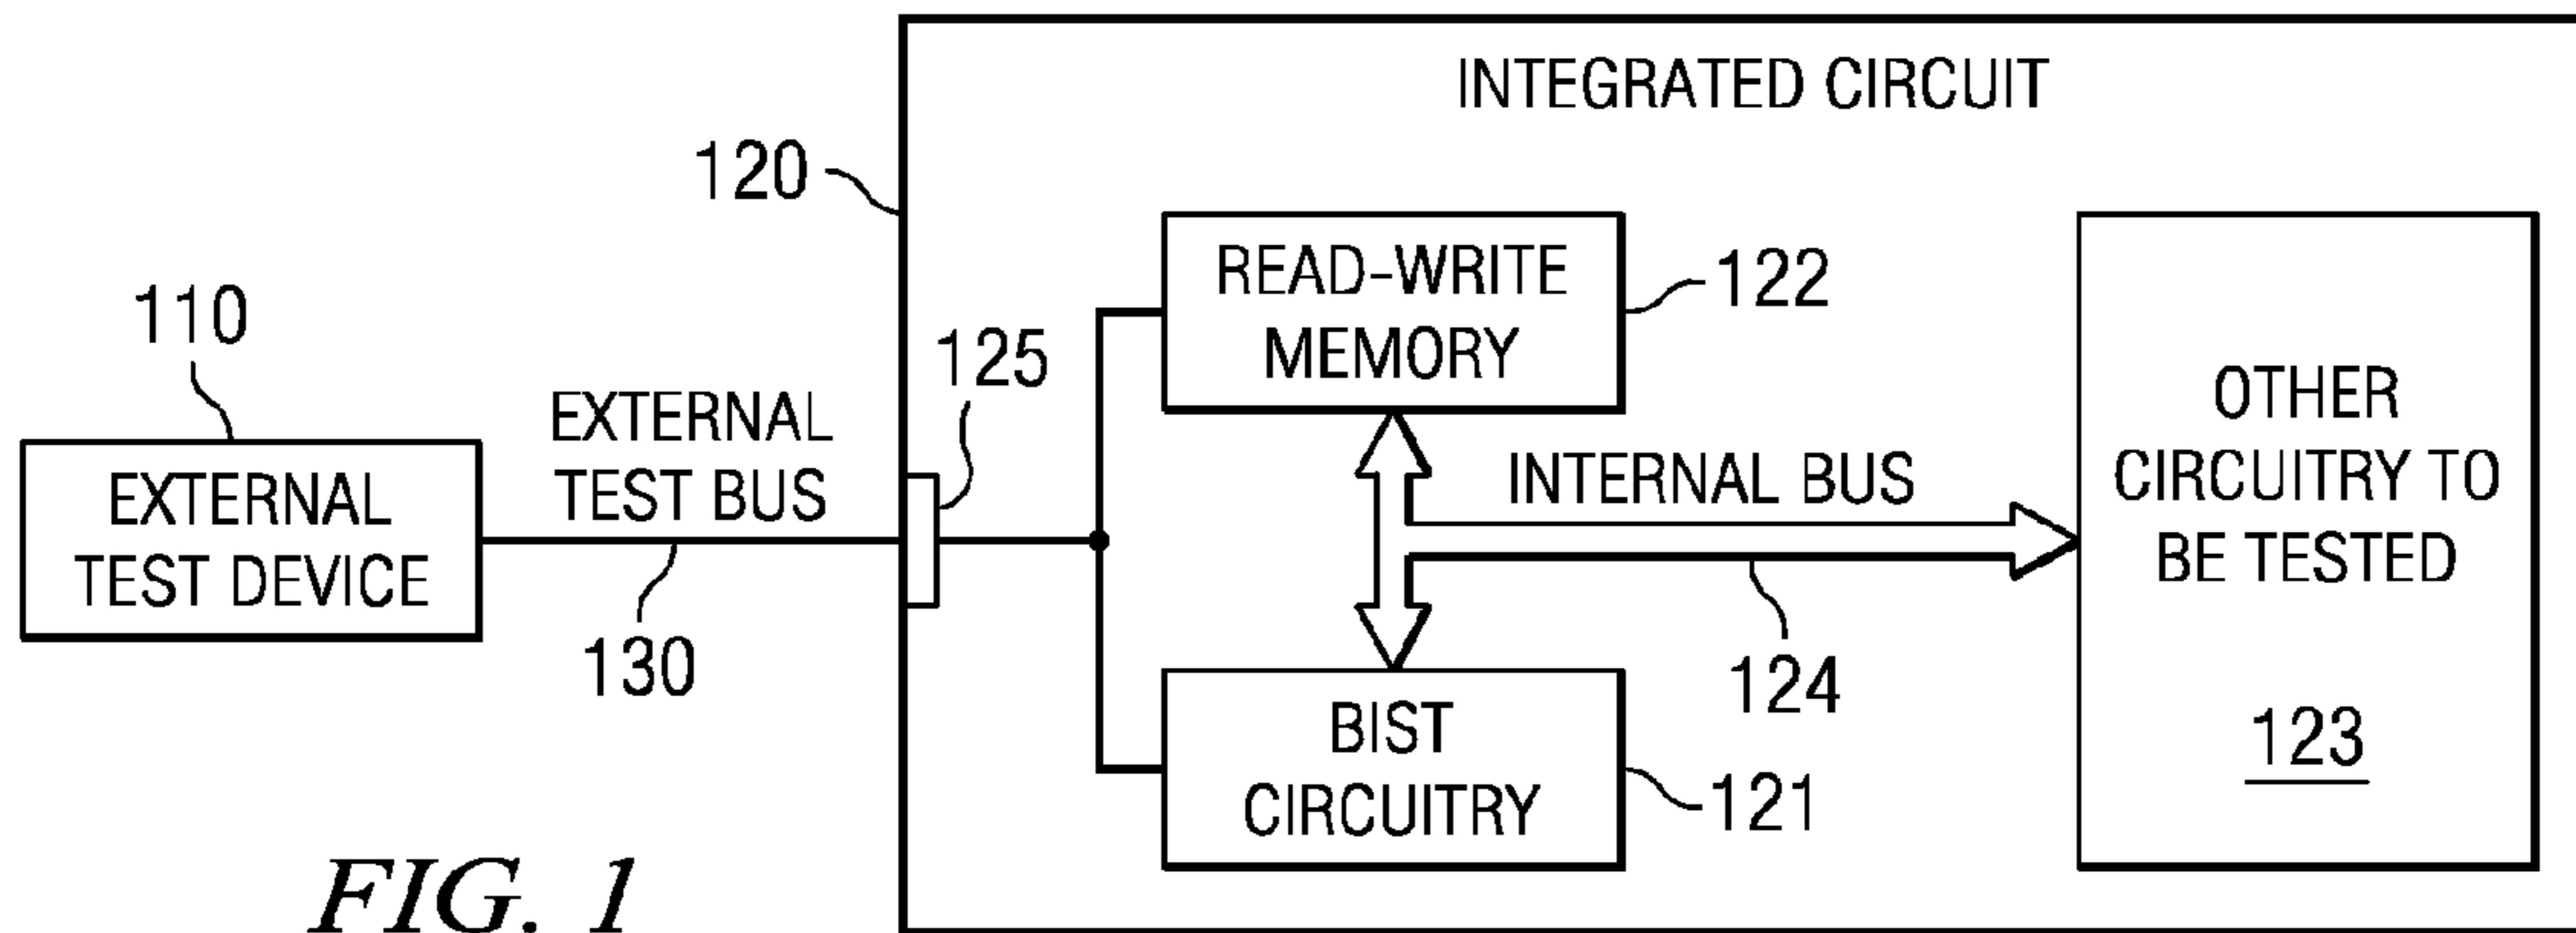 INTEGRATED CIRCUIT
120
READ-WRITE
MEMORY
122
110
125
EXTERNAL
TEST BUS
EXTERNAL
TEST DEVICE
130
INTERNAL BUS
124
OTHER
CIRCUITRY TO
BE TESTED
123
BIST
CIRCUITRY
121
FIG. 1